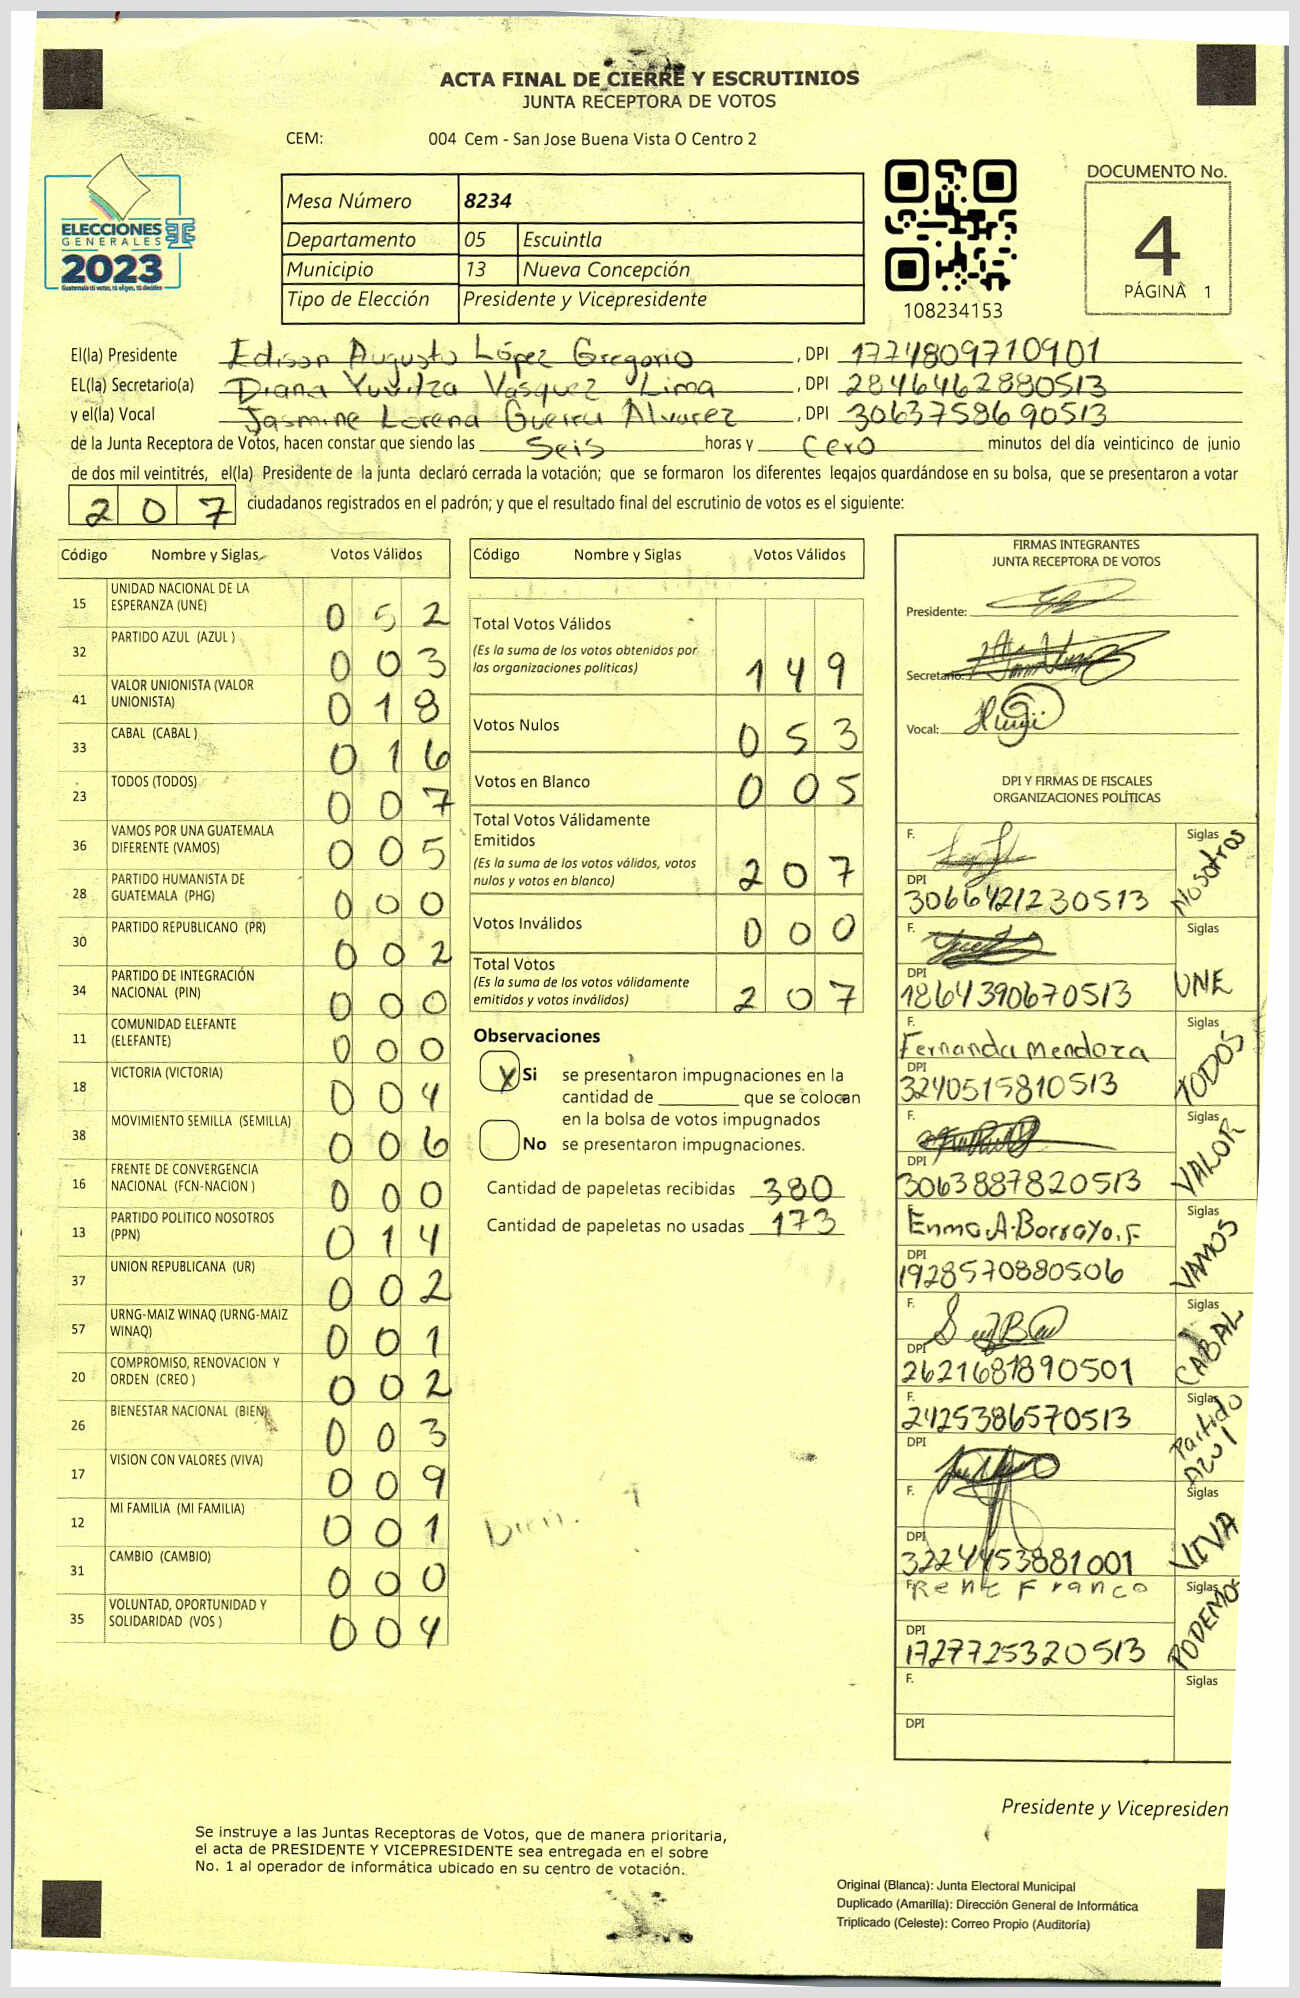 ACTA FINAL DE CIERRE Y ESCRUTINIOS
JUNTA RECEPTORA DE VOTOS
CEM: 004 Cem - San Jose Buena Vista O Centro 2
ELECCIONES
GENERALES
2023
Guatemala tú votas, tú eliges, tú decides
Mesa Número 8234
Departamento 05 Escuintla
Municipio 13 Nueva Concepción
Tipo de Elección Presidente y Vicepresidente
108234153
DOCUMENTO No.
4
PÁGINA 1
El(la) Presidente Edison Augusto López Gregorio, DPI 1774809710901
EL(la) Secretario(a) Diana Yuvitza Vasquez Lima, DPI 2846462880513
y el(la) Vocal Jasmine Lorena Guerra Alvarez, DPI 3063758690513
de la Junta Receptora de Votos, hacen constar que siendo las Seis horas y cero minutos del día veinticinco de junio
de dos mil veintitrés, el(la) Presidente de la junta declaró cerrada la votación; que se formaron los diferentes legajos guardándose en su bolsa, que se presentaron a votar
207 ciudadanos registrados en el padrón; y que el resultado final del escrutinio de votos es el siguiente:
Código Nombre y Siglas Votos Válidos
15 UNIDAD NACIONAL DE LA ESPERANZA (UNE) 052
32 PARTIDO AZUL (AZUL ) 003
41 VALOR UNIONISTA (VALOR UNIONISTA) 018
33 CABAL (CABAL ) 016
23 TODOS (TODOS) 007
36 VAMOS POR UNA GUATEMALA DIFERENTE (VAMOS) 005
28 PARTIDO HUMANISTA DE GUATEMALA (PHG) 000
30 PARTIDO REPUBLICANO (PR) 002
34 PARTIDO DE INTEGRACIÓN NACIONAL (PIN) 000
11 COMUNIDAD ELEFANTE (ELEFANTE) 000
18 VICTORIA (VICTORIA) 004
38 MOVIMIENTO SEMILLA (SEMILLA) 006
16 FRENTE DE CONVERGENCIA NACIONAL (FCN-NACION ) 000
13 PARTIDO POLITICO NOSOTROS (PPN) 014
37 UNION REPUBLICANA (UR) 002
57 URNG-MAIZ WINAQ (URNG-MAIZ WINAQ) 001
20 COMPROMISO, RENOVACION Y ORDEN (CREO ) 002
26 BIENESTAR NACIONAL (BIEN) 003
17 VISION CON VALORES (VIVA) 009
12 MI FAMILIA (MI FAMILIA) 001
31 CAMBIO (CAMBIO) 000
35 VOLUNTAD, OPORTUNIDAD Y SOLIDARIDAD (VOS ) 004
Código Nombre y Siglas Votos Válidos
Total Votos Válidos
(Es la suma de los votos obtenidos por
las organizaciones políticas) 149
Votos Nulos 053
Votos en Blanco 005
Total Votos Válidamente
Emitidos
(Es la suma de los votos válidos, votos
nulos y votos en blanco) 207
Votos Inválidos 000
Total Votos
(Es la suma de los votos válidamente
emitidos y votos inválidos) 207
Observaciones
X Si se presentaron impugnaciones en la
cantidad de ________ que se colocan
en la bolsa de votos impugnados
No se presentaron impugnaciones.
Cantidad de papeletas recibidas 380
Cantidad de papeletas no usadas 173
FIRMAS INTEGRANTES
JUNTA RECEPTORA DE VOTOS
Presidente:
Secretario:
Vocal:
DPI Y FIRMAS DE FISCALES
ORGANIZACIONES POLÍTICAS
F. Siglas Nosotros
DPI
3066421230513
F. Siglas UNE
DPI
1864390670513
F. Fernanda Mendoza Siglas TODOS
DPI
3240515810513
F. Siglas VALOR
DPI
3063887820513
F. Enma A. Borrayo. F Siglas VAMOS
DPI
1928570880506
F. Siglas CABAL
DPI
2621681890501
F. Siglas Partido Azul
2425386570513
DPI
F. Siglas VIVA
DPI
3224453881001
F. Rene Franco Siglas PODEMOS
DPI
1727725320513
F. Siglas
DPI
Presidente y Vicepresiden
Se instruye a las Juntas Receptoras de Votos, que de manera prioritaria,
el acta de PRESIDENTE Y VICEPRESIDENTE sea entregada en el sobre
No. 1 al operador de informática ubicado en su centro de votación.
Original (Blanca): Junta Electoral Municipal
Duplicado (Amarilla): Dirección General de Informática
Triplicado (Celeste): Correo Propio (Auditoría)